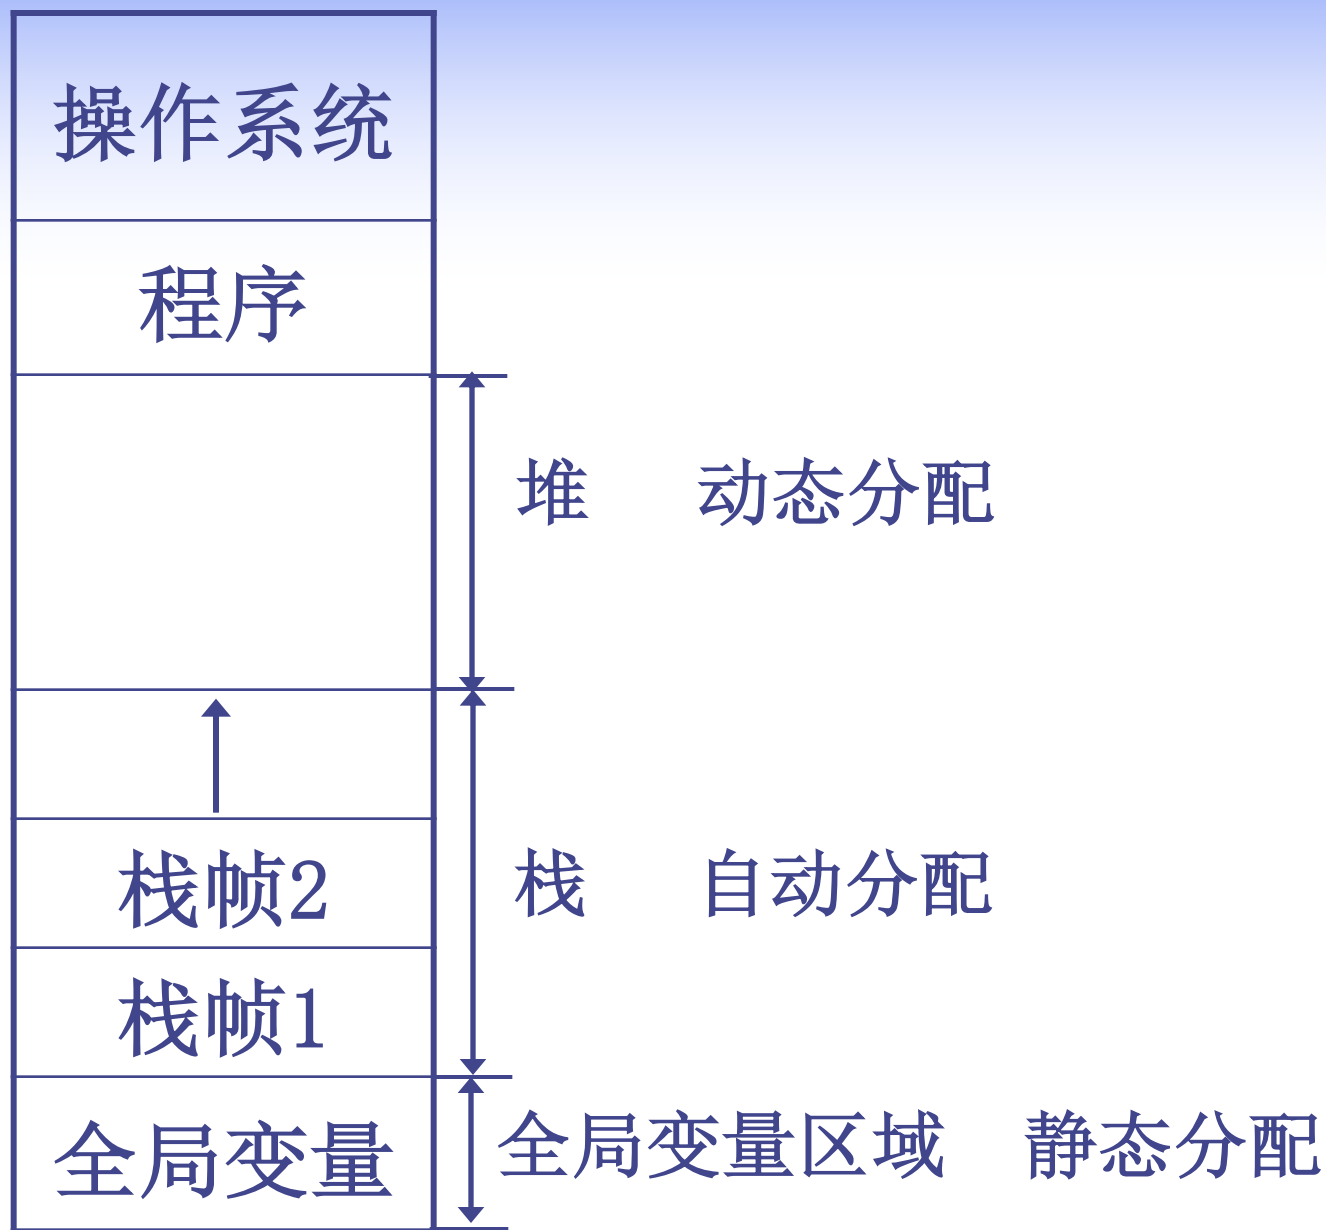 操作系统
程序
堆 动态分配
栈帧2
栈 自动分配
栈帧1
全局变量
全局变量区域 静态分配